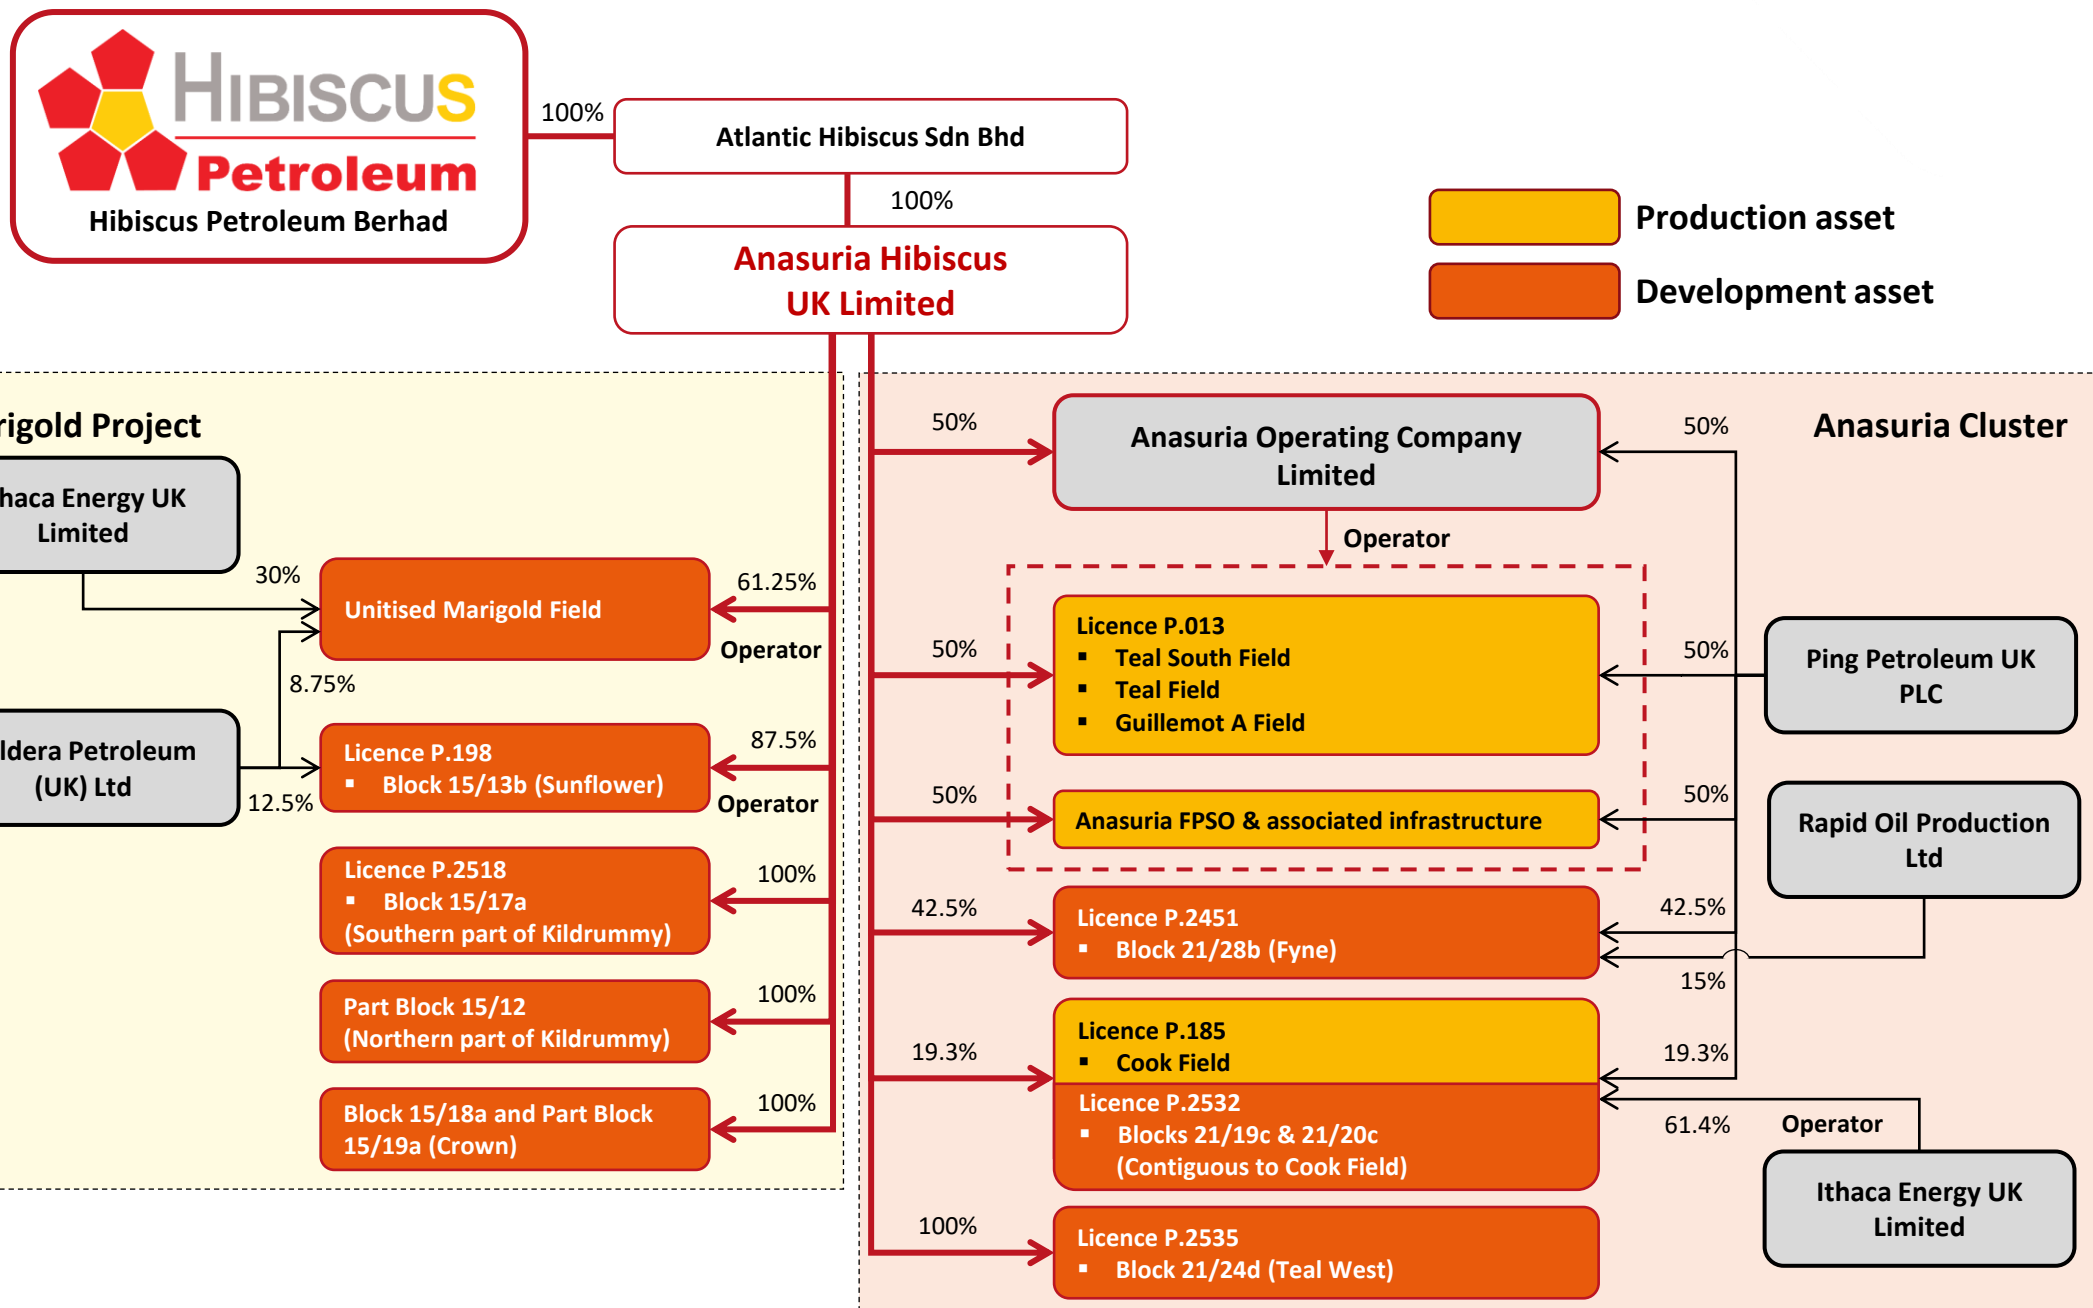 HIBISCUS
Petroleum
Hibiscus Petroleum Berhad
100%
Atlantic Hibiscus Sdn Bhd
100%
Anasuria Hibiscus
UK Limited
Production asset
Development asset
rigold Project
haca Energy UK
Limited
30%
Unitised Marigold Field
61.25%
Operator
8.75%
ldera Petroleum
(UK) Ltd
12.5%
Licence P.198
▪ Block 15/13b (Sunflower)
87.5%
Operator
Licence P.2518
▪ Block 15/17a
(Southern part of Kildrummy)
100%
Part Block 15/12
(Northern part of Kildrummy)
100%
Block 15/18a and Part Block
15/19a (Crown)
100%
Anasuria Cluster
50%
Anasuria Operating Company
Limited
50%
Operator
50%
Licence P.013
▪ Teal South Field
▪ Teal Field
▪ Guillemot A Field
50%
Ping Petroleum UK
PLC
50%
Anasuria FPSO & associated infrastructure
50%
Rapid Oil Production
Ltd
42.5%
Licence P.2451
▪ Block 21/28b (Fyne)
42.5%
15%
19.3%
Licence P.185
▪ Cook Field
19.3%
Licence P.2532
▪ Blocks 21/19c & 21/20c
(Contiguous to Cook Field)
61.4%
Operator
Ithaca Energy UK
Limited
100%
Licence P.2535
▪ Block 21/24d (Teal West)